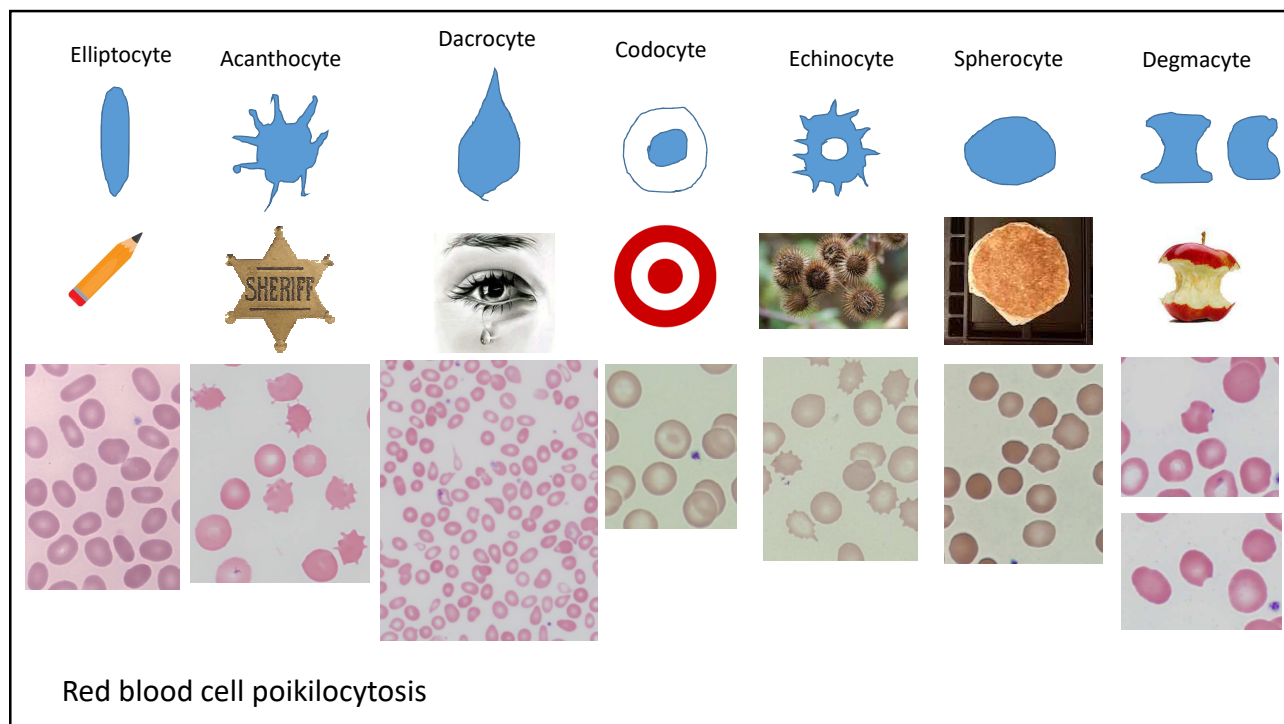 Elliptocyte
Acanthocyte
Dacrocyte
Codocyte
Echinocyte
Spherocyte
Degmacyte
SHERIFF
Red blood cell poikilocytosis